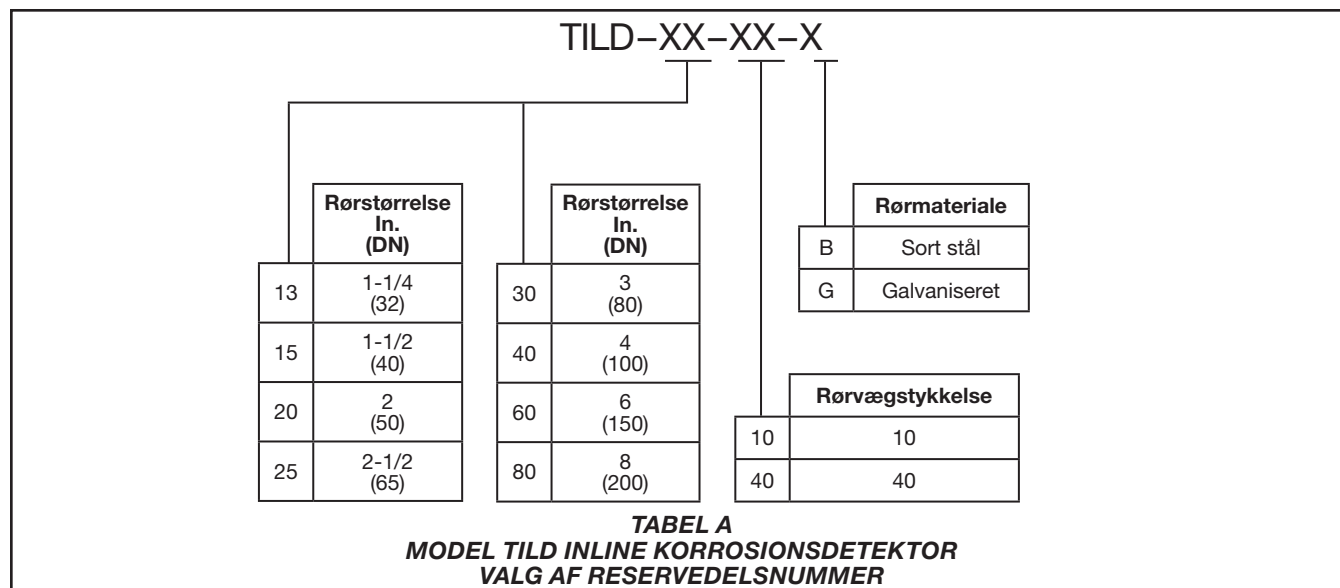 TILD–XX–XX–X
Rørstørrelse
In.
(DN)
13
1-1/4
(32)
15
1-1/2
(40)
20
2
(50)
25
2-1/2
(65)
Rørstørrelse
In.
(DN)
30
3
(80)
40
4
(100)
60
6
(150)
80
8
(200)
Rørmateriale
B Sort stål
G Galvaniseret
Rørvægstykkelse
10 10
40 40
TABEL A
MODEL TILD INLINE KORROSIONSDETEKTOR
VALG AF RESERVEDELSNUMMER